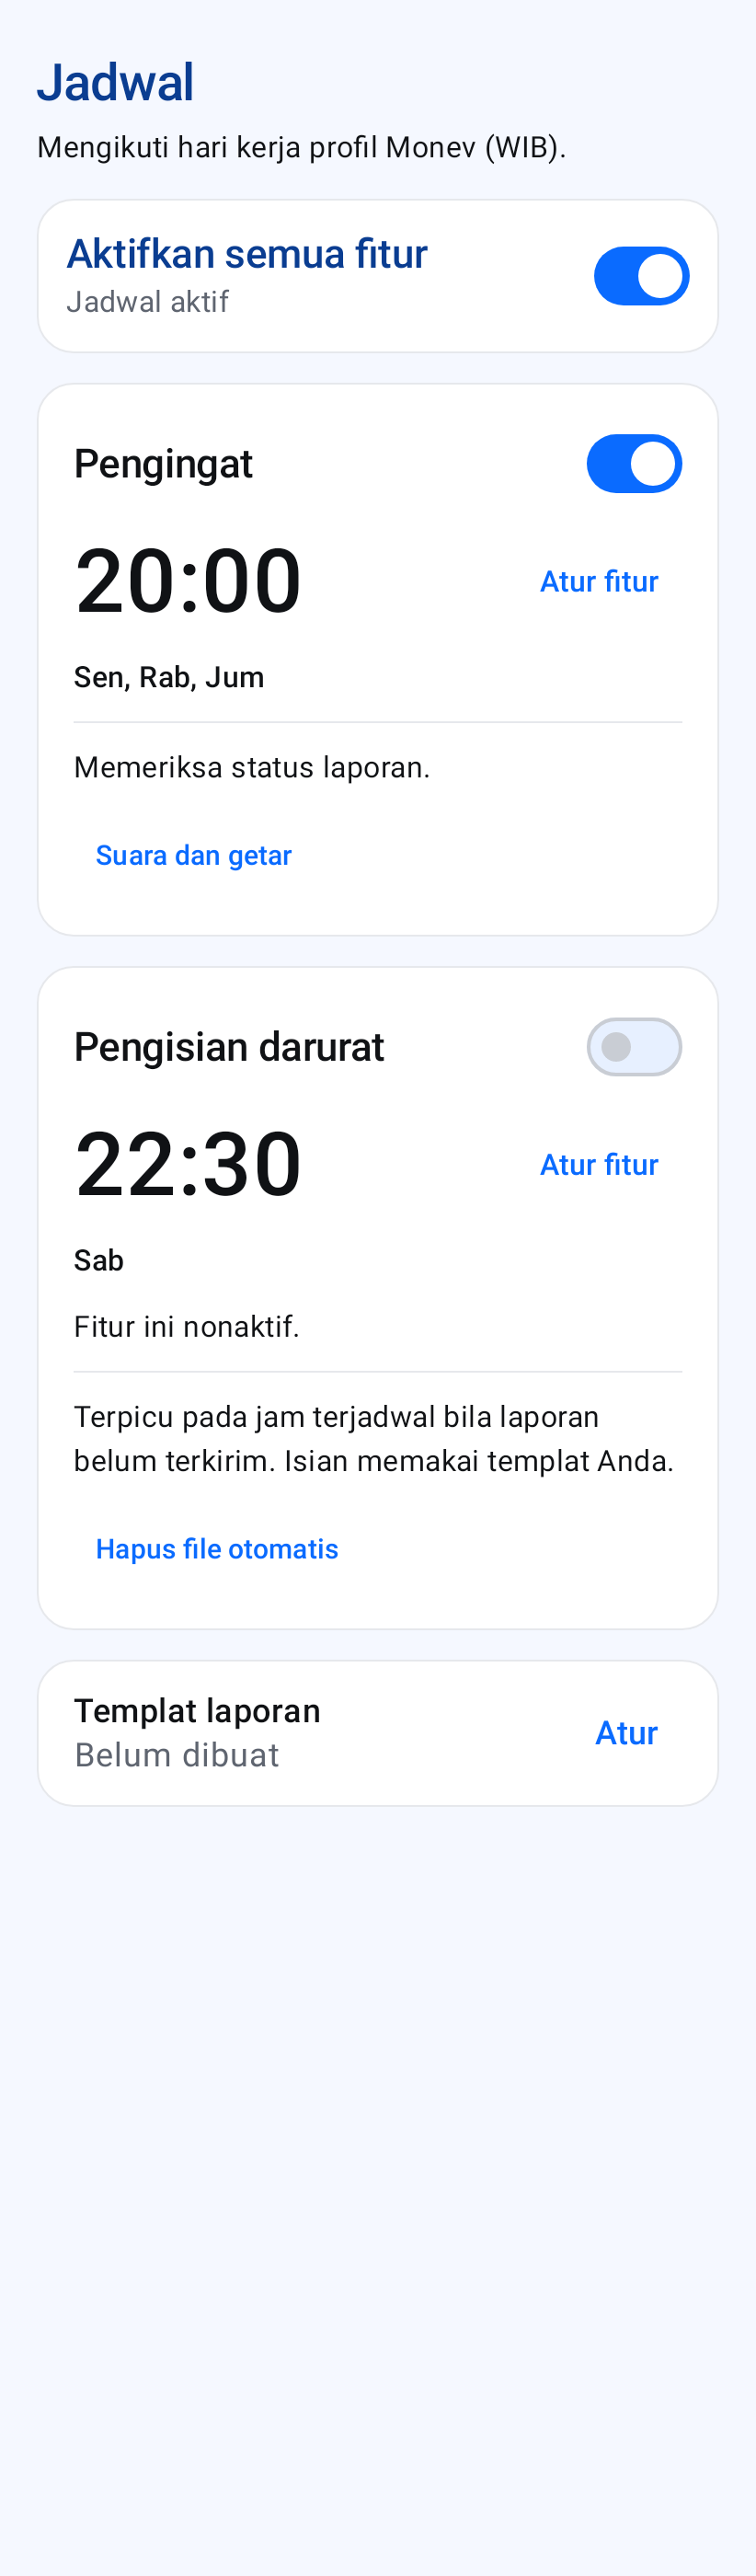 Jadwal
Mengikuti hari kerja profil Monev (WIB).
Aktifkan semua fitur
Jadwal aktif
Pengingat
20:00
Atur fitur
Sen, Rab, Jum
Memeriksa status laporan.
Suara dan getar
Pengisian darurat
22:30
Atur fitur
Sab
Fitur ini nonaktif.
Terpicu pada jam terjadwal bila laporan
belum terkirim. Isian memakai templat Anda.
Hapus file otomatis
Templat laporan
Belum dibuat
Atur